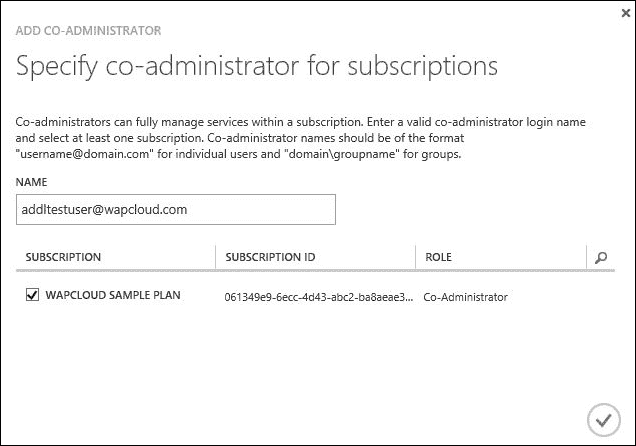 ADD CO-ADMINISTRATOR
Specify co-administrator for subscriptions
Co-administrators can fully manage services within a subscription. Enter a valid co-administrator login name
and select at least one subscription. Co-administrator names should be of the format
"username@domain.com" for individual users and "domain\groupname" for groups.
NAME
addltestuser@wapcloud.com
SUBSCRIPTION SUBSCRIPTION ID ROLE
WAPCLOUD SAMPLE PLAN 061349e9-6ecc-4d43-abc2-ba8aeae3... Co-Administrator